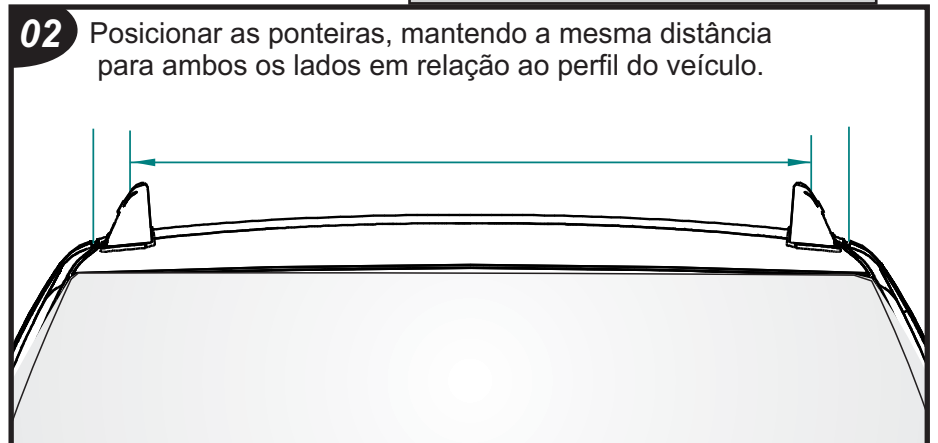 02 Posicionar as ponteiras, mantendo a mesma distância
para ambos os lados em relação ao perfil do veículo.